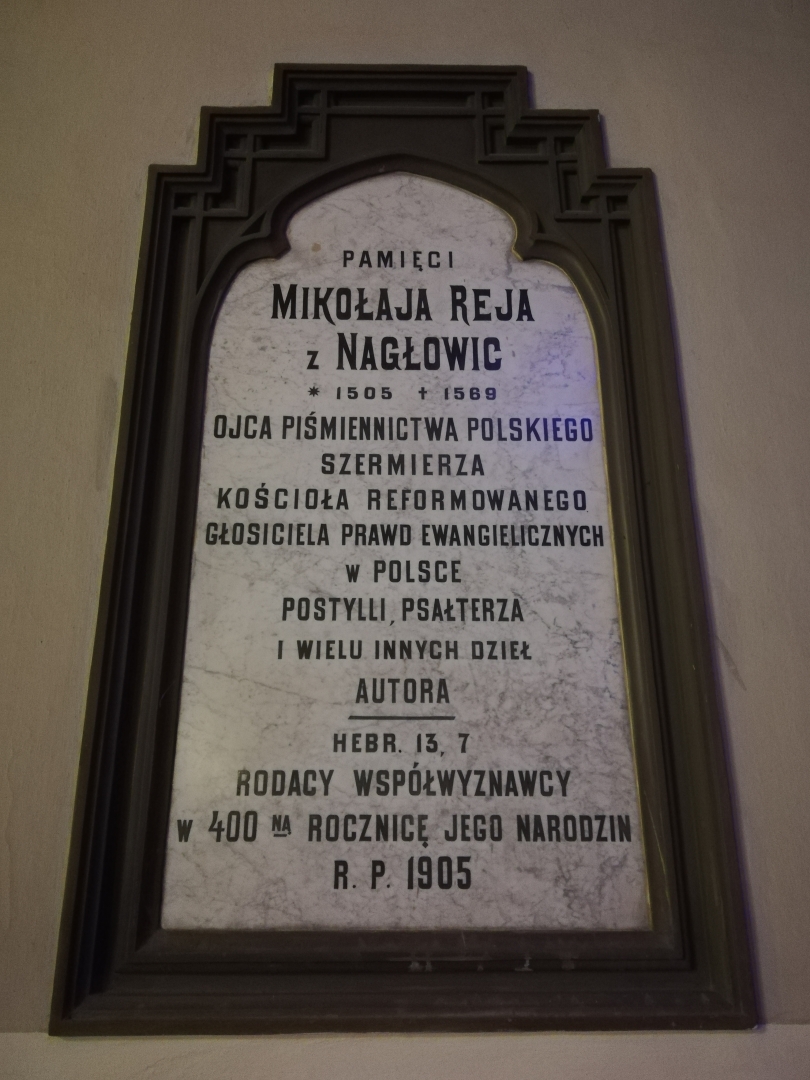 PAMIĘCI
MIKOŁAJA REJA
z NAGŁOWIC
* 1505 † 1569
OJCA PIŚMIENNICTWA POLSKIEGO
SZERMIERZA
KOŚCIOŁA REFORMOWANEGO
GŁOSICIELA PRAWD EWANGIELICZNYCH
w POLSCE
POSTYLLI, PSAŁTERZA
I WIELU INNYCH DZIEŁ
AUTORA
HEBR. 13, 7
RODACY WSPÓŁWYZNAWCY
w 400 NĄ ROCZNICĘ JEGO NARODZIN
R. P. 1905